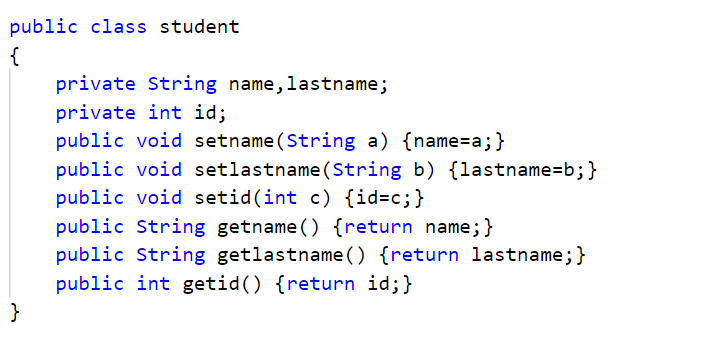 public class student
{
private String name,lastname;
private int id;
public void setname(String a) {name=a;}
public void setlastname(String b) {lastname=b;}
public void setid(int c) {id=c;}
public String getname() {return name;}
public String getlastname() {return lastname;}
public int getid() {return id;}
}